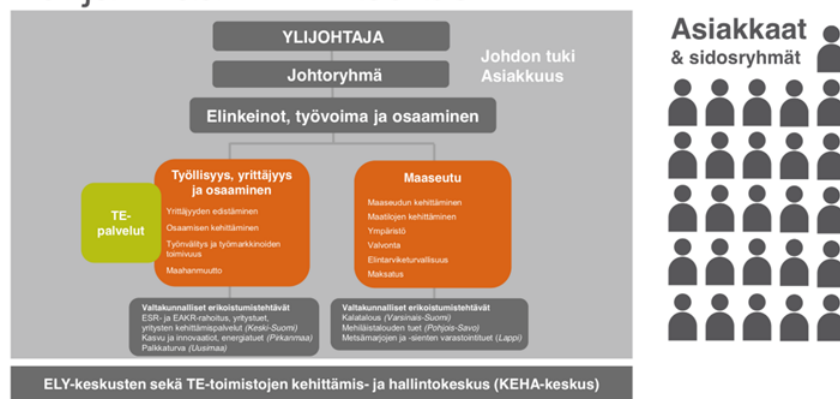 YLIJOHTAJA
Johtoryhmä
Johdon tuki
Asiakkuus
Elinkeinot, työvoima ja osaaminen
TE-
palvelut
Työllisyys, yrittäjyys
ja osaaminen
Yrittäjyyden edistäminen
Osaamisen kehittäminen
Työnvälitys ja työmarkkinoiden
toimivuus
Maahanmuutto
Maaseutu
Maaseudun kehittäminen
Maatilojen kehittäminen
Ympäristö
Valvonta
Elintarviketurvallisuus
Maksatus
Valtakunnalliset erikoistumistehtävät
ESR- ja EAKR-rahoitus, yritystuet,
yritysten kehittämispalvelut (Keski-Suomi)
Kasvu ja innovaatiot, energiatuet (Pirkanmaa)
Palkkaturva (Uusimaa)
Valtakunnalliset erikoistumistehtävät
Kalatalous (Varsinais-Suomi)
Mehiläistalouden tuet (Pohjois-Savo)
Metsämarjojen ja -sienten varastointituet (Lappi)
ELY-keskusten sekä TE-toimistojen kehittämis- ja hallintokeskus (KEHA-keskus)
Asiakkaat
& sidosryhmät